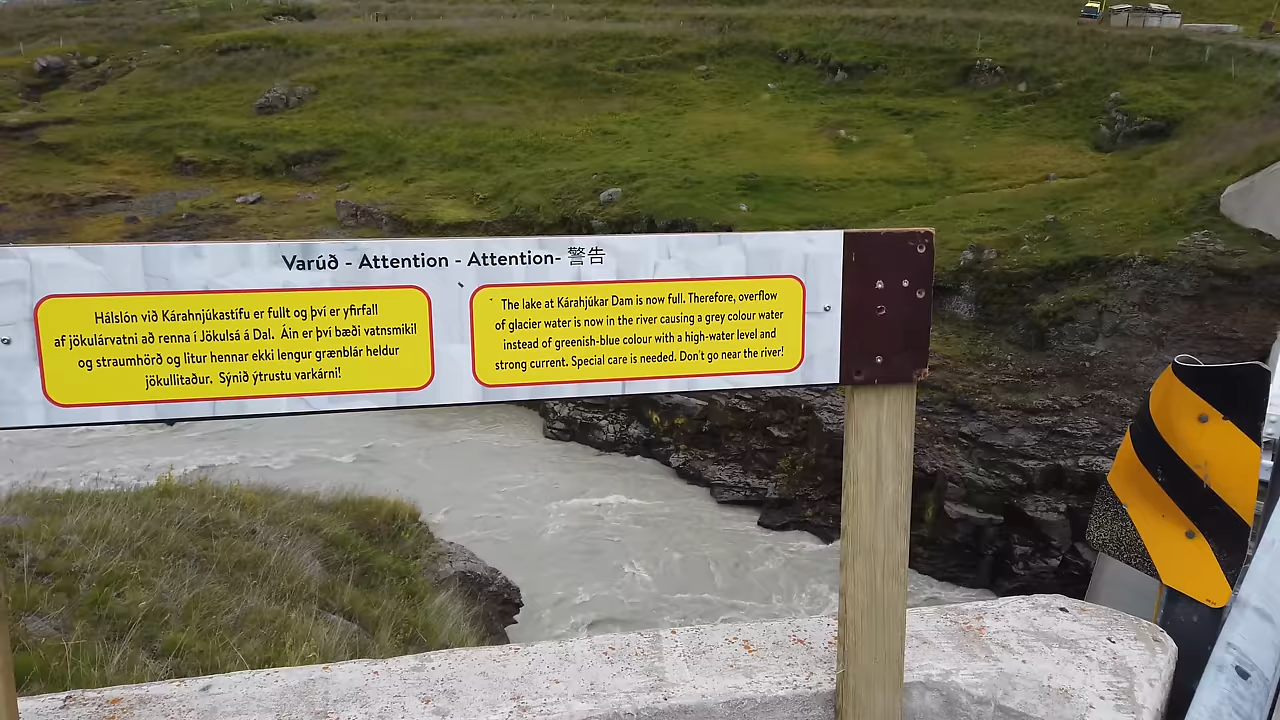 Varúð - Attention - Attention- 警告
Hálslón við Kárahnjúkastíflu er fullt og því er yfirfall
af jökulárvatni að renna í Jökulsá á Dal. Áin er því bæði vatnsmikil
og straumhörð og litur hennar ekki lengur grænblár heldur
jökullitaður. Sýnið ýtrustu varkárni!
The lake at Kárahjúkar Dam is now full. Therefore, overflow
of glacier water is now in the river causing a grey colour water
instead of greenish-blue colour with a high-water level and
strong current. Special care is needed. Don't go near the river!